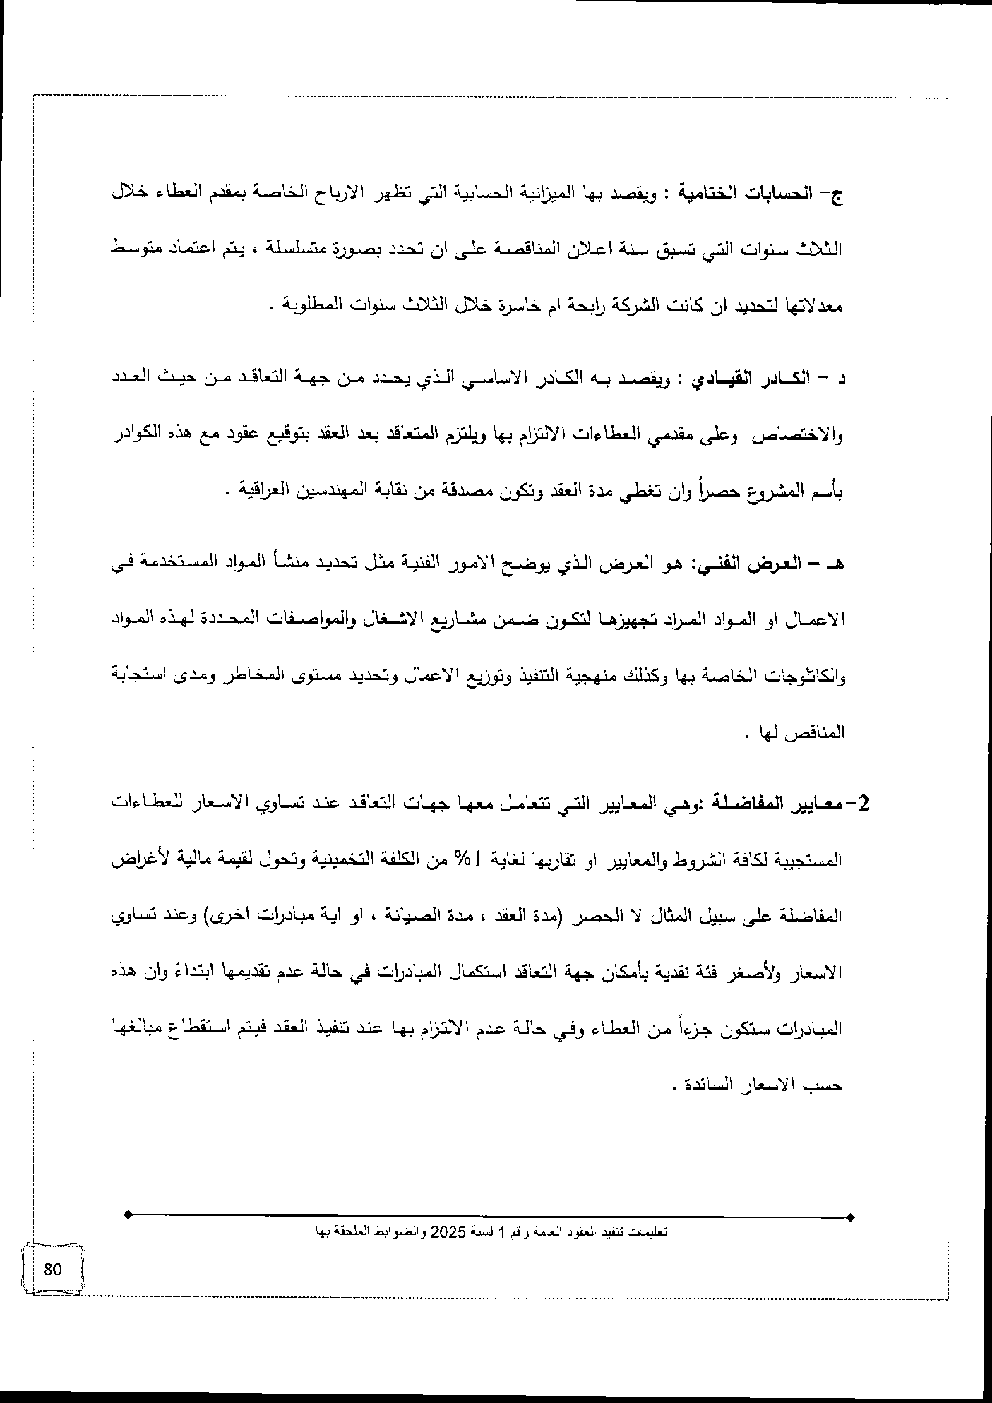 ج- الحسابات الختامية : ويقصد بها الميزانية الحسابية التي تظهر الارباح الخاصة بمقدم العطاء خلال
الثلاث سنوات التي تسبق سنة اعلان المناقصة على ان تحدد بصورة متسلسلة ، يتم اعتماد متوسط
معدلاتها لتحديد ان كانت الشركة رابحة ام خاسرة خلال الثلاث سنوات المطلوبة .
د - الكادر القيادي : ويقصد به الكادر الاساسي الذي يحدد من جهة التعاقد من حيث العدد
والاختصاص وعلى مقدمي العطاءات الالتزام بها ويلتزم المتعاقد بعد العقد بتوقيع عقود مع هذه الكوادر
بأسم المشروع حصراً وان تغطي مدة العقد وتكون مصدقة من نقابة المهندسين العراقية .
هـ - العرض الفني: هو العرض الذي يوضح الامور الفنية مثل تحديد منشأ المواد المستخدمة في
الاعمال او المواد المراد تجهيزها لتكون ضمن مشاريع الاشغال والمواصفات المحددة لهذه المواد
والكاتلوجات الخاصة بها وكذلك منهجية التنفيذ وتوزيع الاعمال وتحديد مستوى المخاطر ومدى استجابة
المناقص لها .
2- معايير المفاضلة :وهي المعايير التي تتعامل معها جهات التعاقد عند تساوي الاسعار للعطاءات
المستجيبة لكافة الشروط والمعايير او تقاربها لغاية 1% من الكلفة التخمينية وتحول لقيمة مالية لأغراض
المفاضلة على سبيل المثال لا الحصر (مدة العقد ، مدة الصيانة ، او اية مبادرات اخرى) وعند تساوي
الاسعار ولأصغر فئة نقدية بأمكان جهة التعاقد استكمال المبادرات في حالة عدم تقديمها ابتداءً وان هذه
المبادرات ستكون جزءاً من العطاء وفي حالة عدم الالتزام بها عند تنفيذ العقد فيتم استقطاع مبالغها
حسب الاسعار السائدة .
تعليمات تنفيذ العقود العامة رقم 1 لسنة 2025 والضوابط الملحقة بها
80